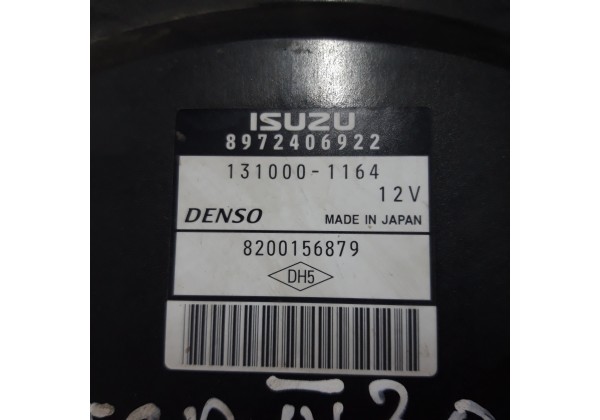 ISUZU
8972406922
131000-1164
12V
DENSO MADE IN JAPAN
8200156879
DH5